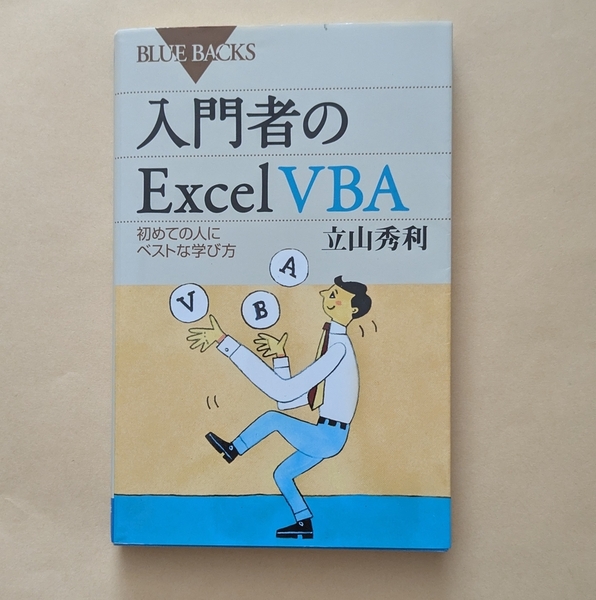 BLUE BACKS
入門者の
Excel VBA
初めての人に
ベストな学び方
立山秀利
A
V
B